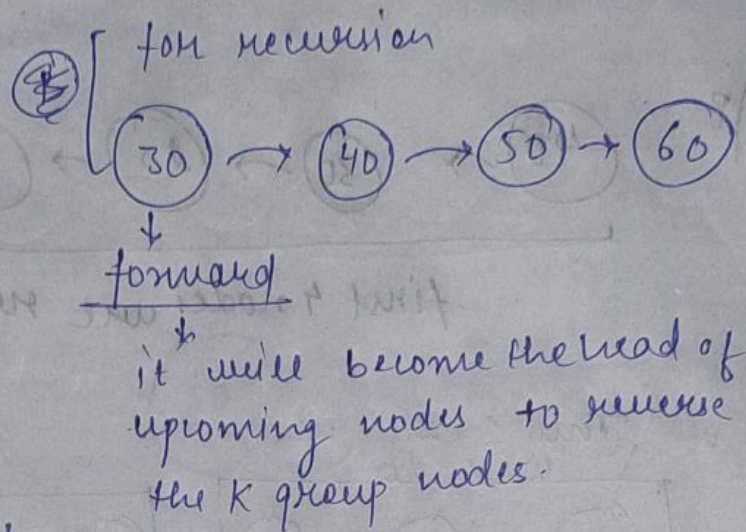 for recursion
30 → 40 → 50 → 60
↓
forward
↓
it will become the head of
upcoming nodes to reverse
the K group nodes.